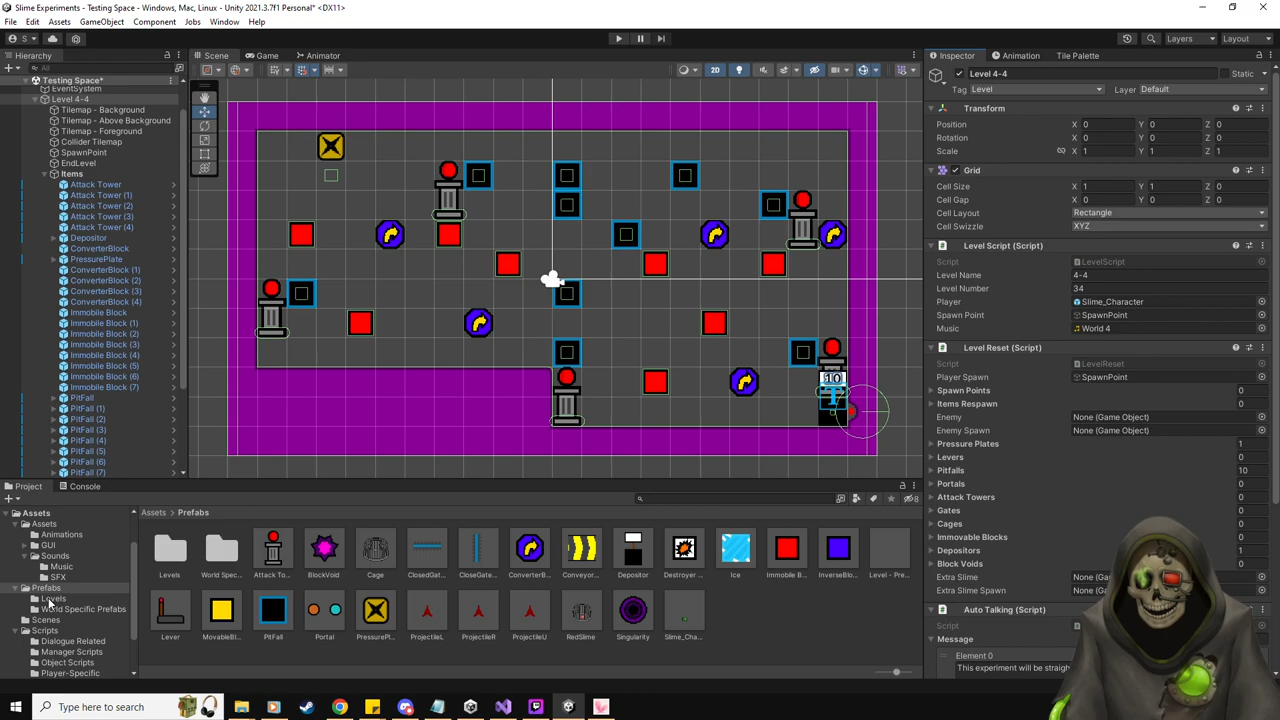 Slime Experiments - Testing Space - Windows, Mac, Linux - Unity 2021.3.7f1 Personal* <DX11>
File Edit Assets GameObject Component Jobs Window Help
S Layers Layout
Hierarchy Scene Game Animator Inspector Animation Tile Palette
All 2D
Testing Space*
EventSystem
Level 4-4
Tilemap - Background
Tilemap - Above Background
Tilemap - Foreground
Collider Tilemap
SpawnPoint
EndLevel
Items
Attack Tower
Attack Tower (1)
Attack Tower (2)
Attack Tower (3)
Attack Tower (4)
Depositor
ConverterBlock
PressurePlate
ConverterBlock (1)
ConverterBlock (2)
ConverterBlock (3)
ConverterBlock (4)
Immobile Block
Immobile Block (1)
Immobile Block (2)
Immobile Block (3)
Immobile Block (4)
Immobile Block (5)
Immobile Block (6)
Immobile Block (7)
PitFall
PitFall (1)
PitFall (2)
PitFall (3)
PitFall (4)
PitFall (5)
PitFall (6)
PitFall (7)
10
Level 4-4 Static
Tag Level Layer Default
Transform
Position X 0 Y 0 Z 0
Rotation X 0 Y 0 Z 0
Scale X 1 Y 1 Z 1
Grid
Cell Size X 1 Y 1 Z 0
Cell Gap X 0 Y 0 Z 0
Cell Layout Rectangle
Cell Swizzle XYZ
Level Script (Script)
Script LevelScript
Level Name 4-4
Level Number 34
Player Slime_Character
Spawn Point SpawnPoint
Music World 4
Level Reset (Script)
Script LevelReset
Player Spawn SpawnPoint
Spawn Points 0
Items Respawn 0
Enemy None (Game Object)
Enemy Spawn None (Game Object)
Pressure Plates 1
Levers 0
Pitfalls 10
Portals 0
Attack Towers 0
Gates 0
Cages 0
Immovable Blocks 0
Depositors 1
Block Voids 0
Extra Slime None (Ga
Extra Slime Spawn None (Ga
Auto Talking (Script)
Script
Message
Element 0
This experiment will be straigh
Project Console
8
Assets
Assets
Animations
GUI
Sounds
Music
SFX
Prefabs
Levels
World Specific Prefabs
Scenes
Scripts
Dialogue Related
Manager Scripts
Object Scripts
Player-Specific
Assets > Prefabs
Levels World Spec... Attack To... BlockVoid Cage ClosedGat... CloseGate... ConverterB... Conveyor... Depositor Destroyer ... Ice Immobile B... InverseBlo... Level - Pre...
Lever MovableBl... PitFall Portal PressurePl... ProjectileL ProjectileR ProjectileU RedSlime Singularity Slime_Cha...
Type here to search